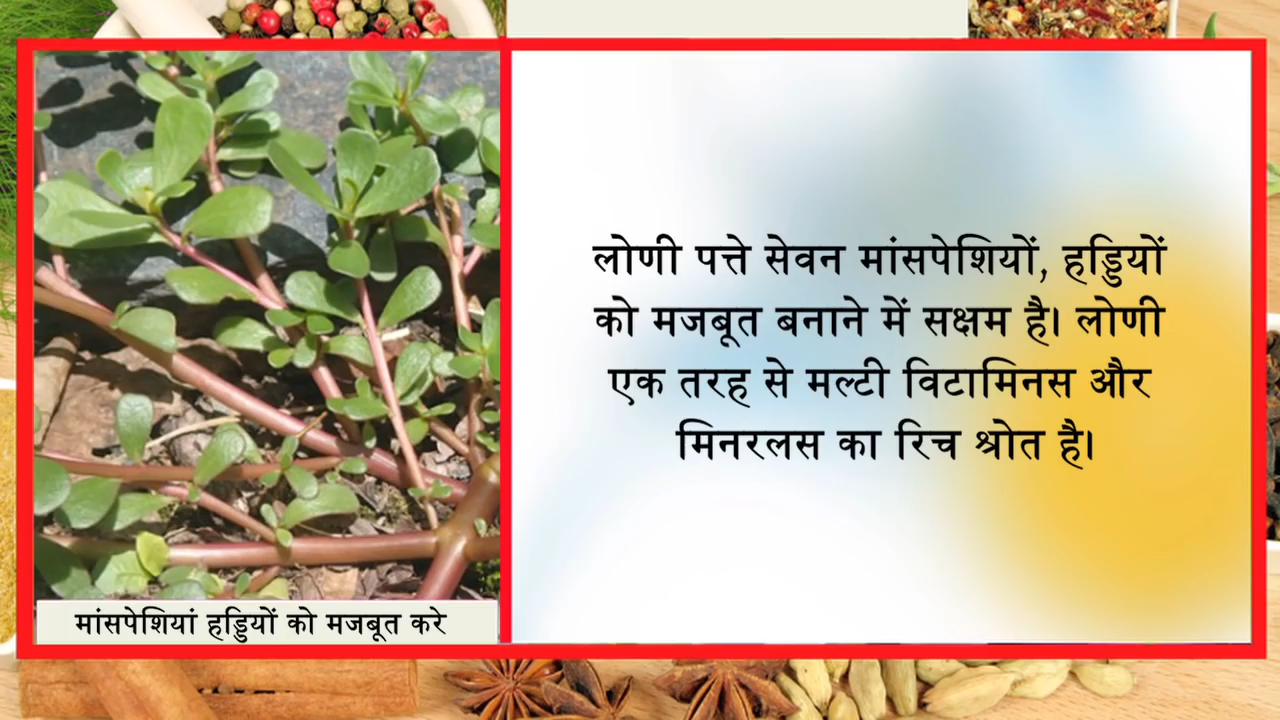 लोणी पत्ते सेवन मांसपेशियों, हड्डियों
को मजबूत बनाने में सक्षम है। लोणी
एक तरह से मल्टी विटामिनस और
मिनरलस का रिच श्रोत है।
मांसपेशियां हड्डियों को मजबूत करे